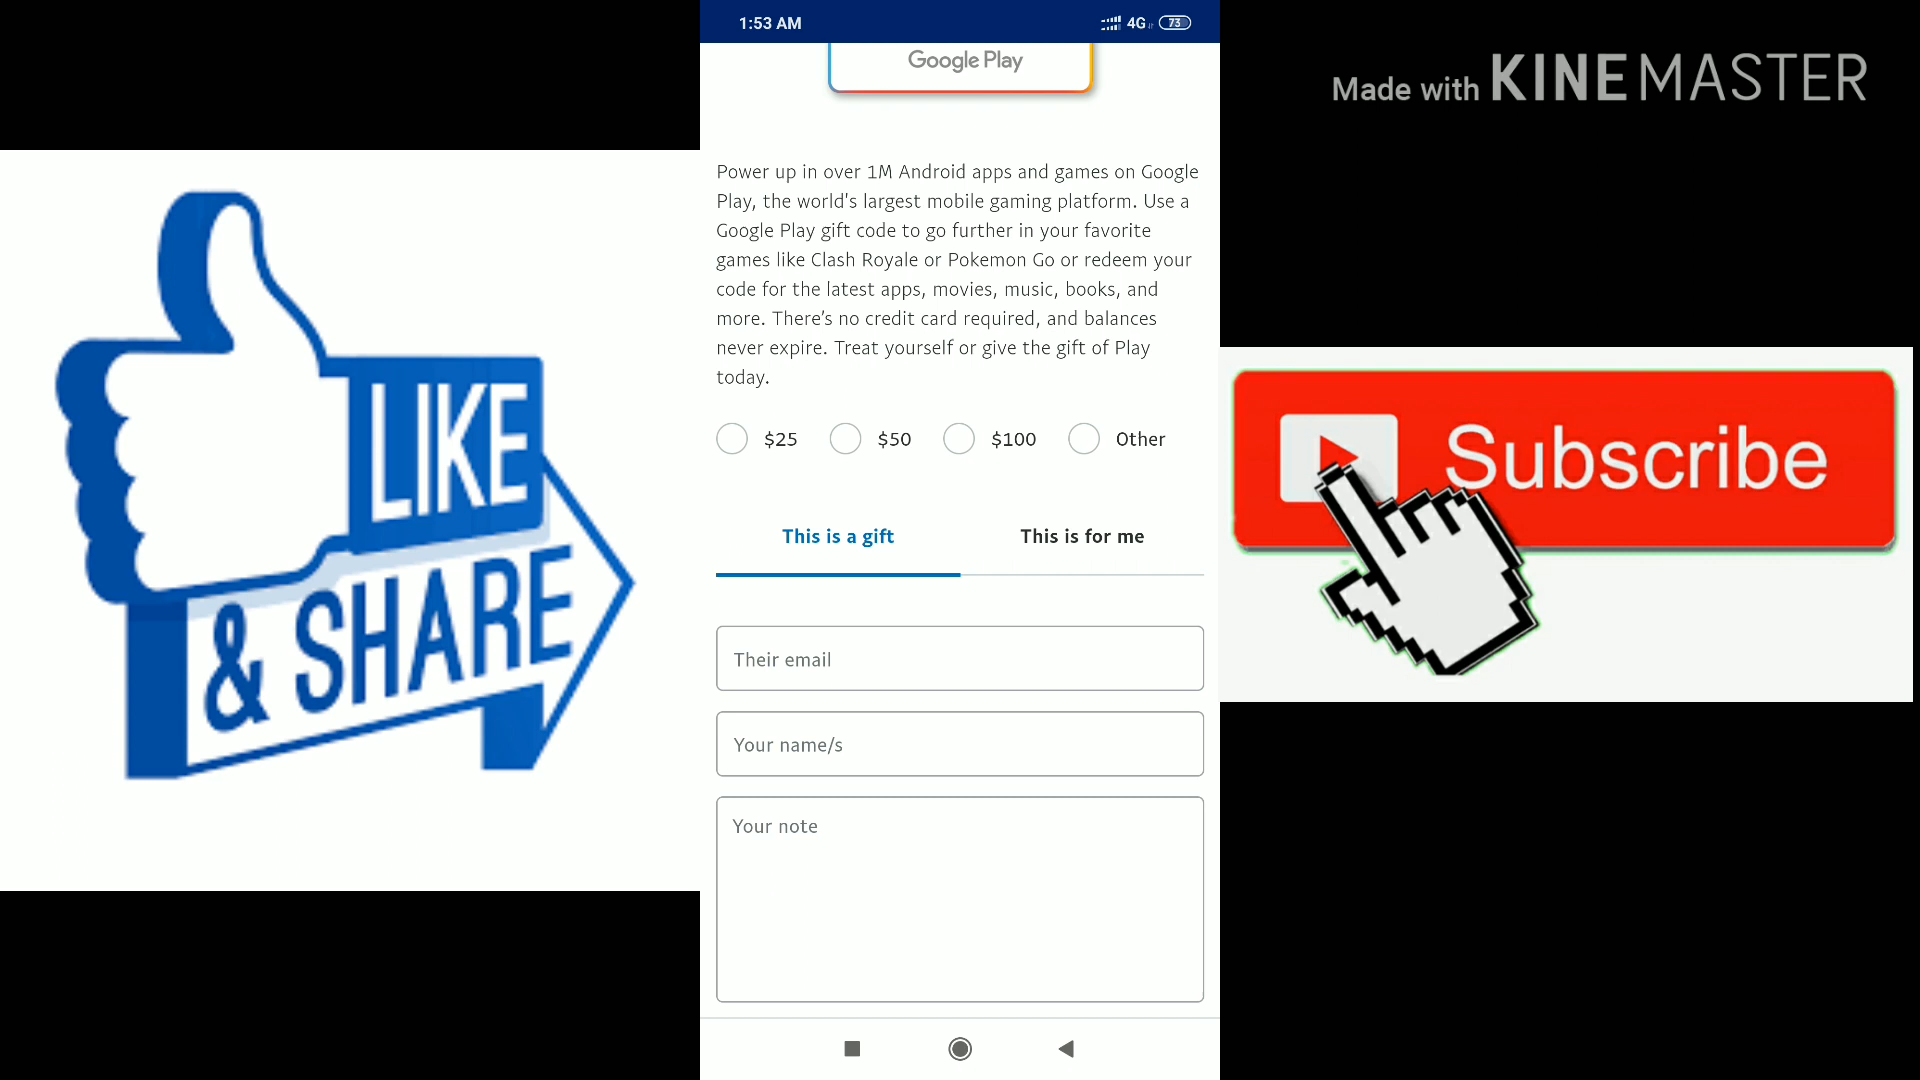 1:53 AM
4G
73
Google Play
Made with KINEMASTER
Power up in over 1M Android apps and games on Google
Play, the world's largest mobile gaming platform. Use a
Google Play gift code to go further in your favorite
games like Clash Royale or Pokemon Go or redeem your
code for the latest apps, movies, music, books, and
more. There's no credit card required, and balances
never expire. Treat yourself or give the gift of Play
today.
$25 $50 $100 Other
This is a gift This is for me
Their email
Your name/s
Your note
LIKE
& SHARE
Subscribe